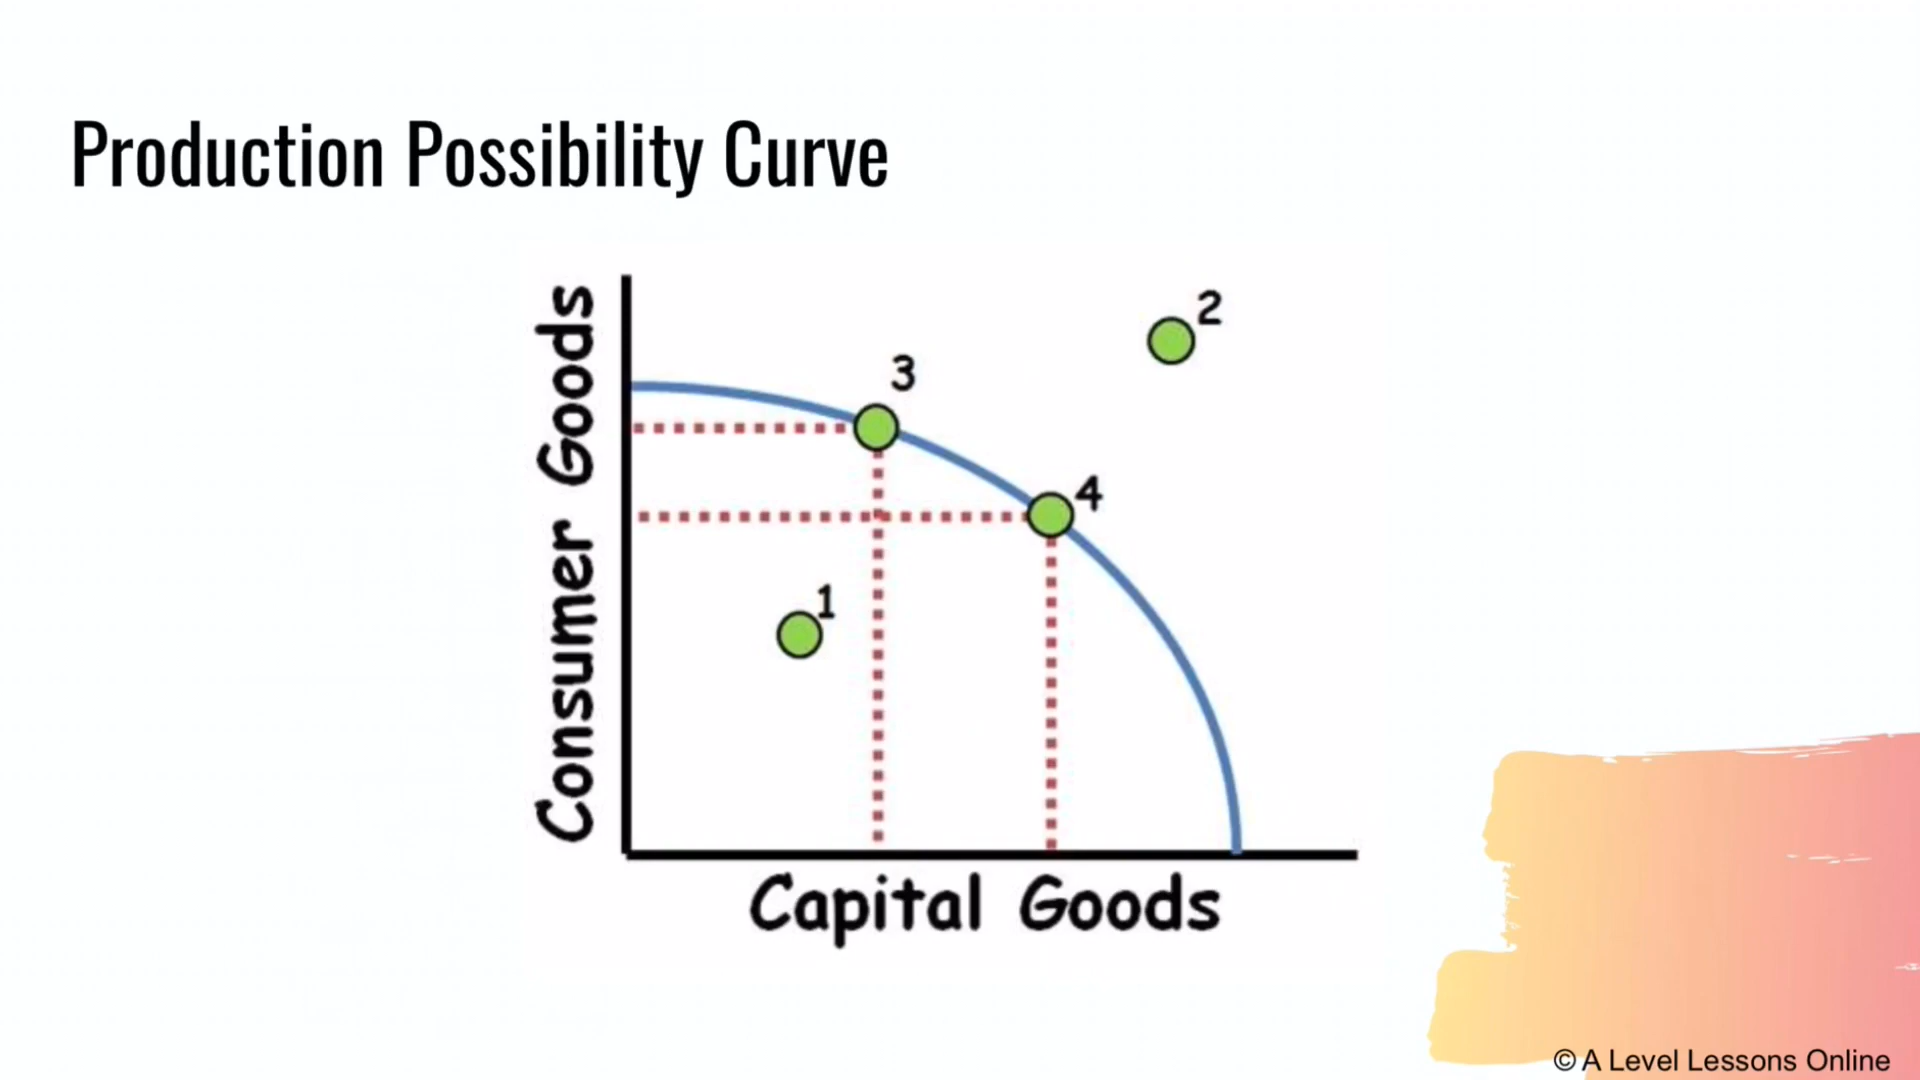 Production Possibility Curve
2
3
4
1
Consumer Goods
Capital Goods
© A Level Lessons Online